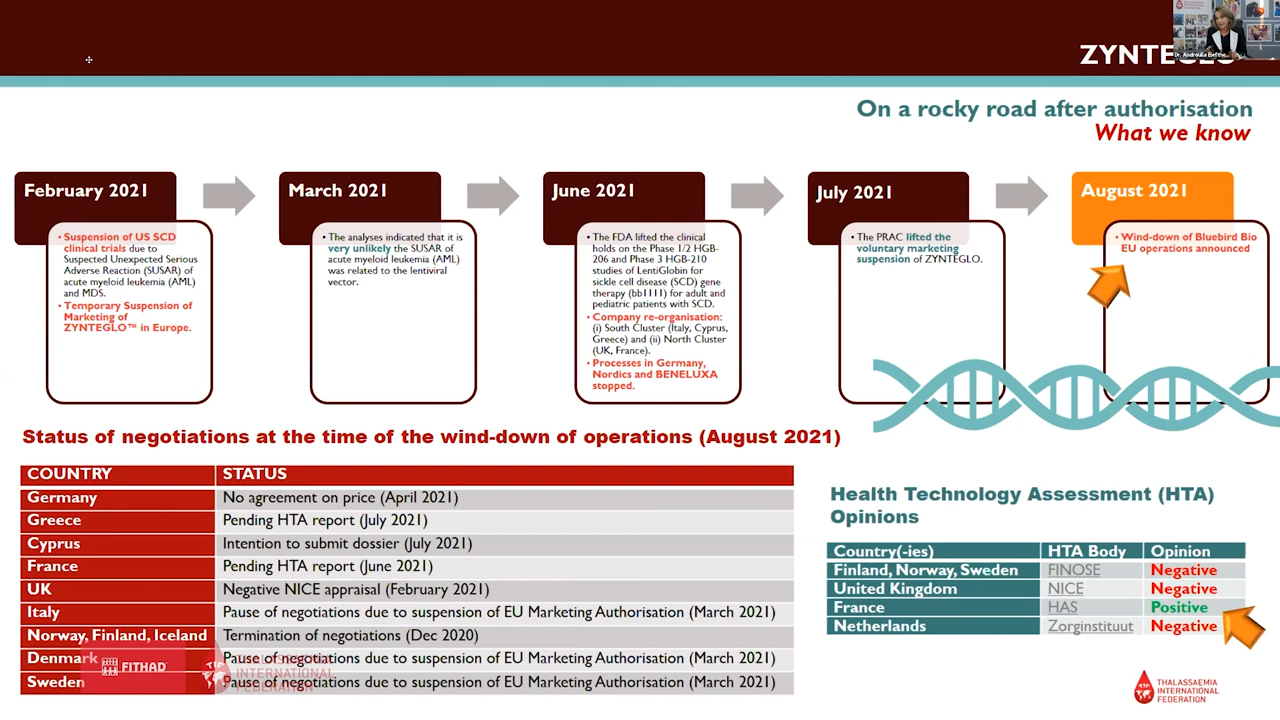 ZYNTEGLO
Dr. Androulla Eleftheriou
On a rocky road after authorisation
What we know
February 2021
• Suspension of US SCD
clinical trials due to
Suspected Unexpected Serious
Adverse Reaction (SUSAR) of
acute myeloid leukemia (AML)
and MDS.
• Temporary Suspension of
Marketing of
ZYNTEGLO™ in Europe.
March 2021
• The analyses indicated that it is
very unlikely the SUSAR of
acute myeloid leukemia (AML)
was related to the lentiviral
vector.
June 2021
• The FDA lifted the clinical
holds on the Phase 1/2 HGB-
206 and Phase 3 HGB-210
studies of LentiGlobin for
sickle cell disease (SCD) gene
therapy (bb1111) for adult and
pediatric patients with SCD.
• Company re-organisation:
(i) South Cluster (Italy, Cyprus,
Greece) and (ii) North Cluster
(UK, France).
• Processes in Germany,
Nordics and BENELUXA
stopped.
July 2021
• The PRAC lifted the
voluntary marketing
suspension of ZYNTEGLO.
August 2021
• Wind-down of Bluebird Bio
EU operations announced
Status of negotiations at the time of the wind-down of operations (August 2021)
COUNTRY STATUS
Germany No agreement on price (April 2021)
Greece Pending HTA report (July 2021)
Cyprus Intention to submit dossier (July 2021)
France Pending HTA report (June 2021)
UK Negative NICE appraisal (February 2021)
Italy Pause of negotiations due to suspension of EU Marketing Authorisation (March 2021)
Norway, Finland, Iceland Termination of negotiations (Dec 2020)
Denmark Pause of negotiations due to suspension of EU Marketing Authorisation (March 2021)
Sweden Pause of negotiations due to suspension of EU Marketing Authorisation (March 2021)
FITHAD
THALASSAEMIA
INTERNATIONAL
FEDERATION
Health Technology Assessment (HTA)
Opinions
Country(-ies) HTA Body Opinion
Finland, Norway, Sweden FINOSE Negative
United Kingdom NICE Negative
France HAS Positive
Netherlands Zorginstituut Negative
THALASSAEMIA
INTERNATIONAL
FEDERATION